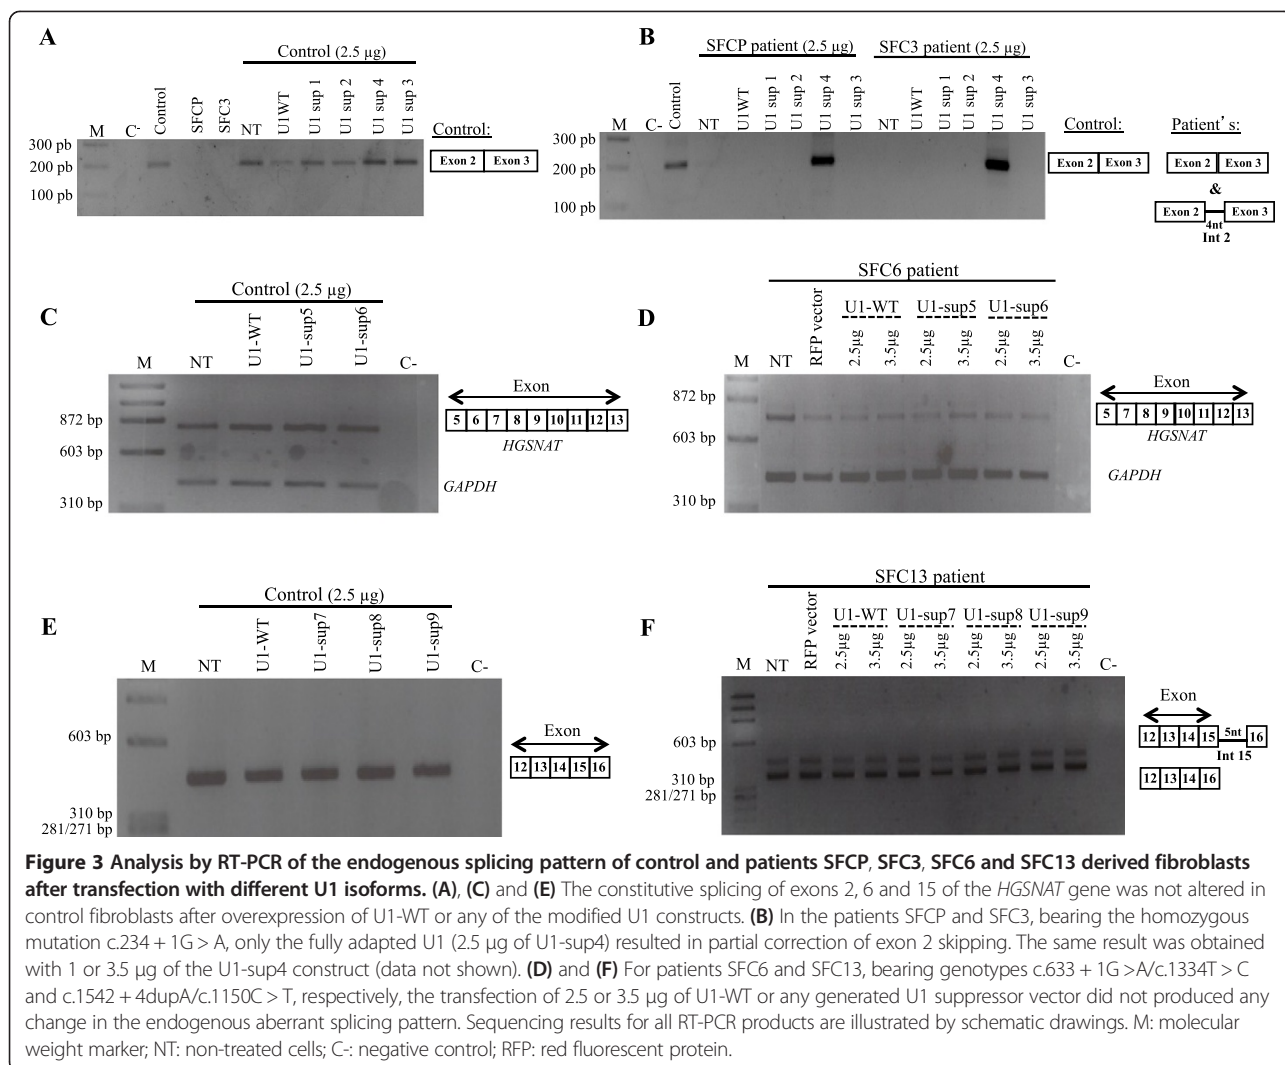 A
Control (2.5 µg)
M
C-
Control
SFCP
SFC3
NT
U1WT
U1 sup 1
U1 sup 2
U1 sup 4
U1 sup 3
300 pb
200 pb
100 pb
Control:
Exon 2 Exon 3
B
SFCP patient (2.5 µg)
SFC3 patient (2.5 µg)
M
C-
Control
NT
U1WT
U1 sup 1
U1 sup 2
U1 sup 4
U1 sup 3
NT
U1WT
U1 sup 1
U1 sup 2
U1 sup 4
U1 sup 3
300 pb
200 pb
100 pb
Control:
Exon 2 Exon 3
Patient's:
Exon 2 Exon 3
&
Exon 2 Exon 3
4nt
Int 2
C
Control (2.5 µg)
M
NT
U1-WT
U1-sup5
U1-sup6
C-
872 bp
603 bp
310 bp
Exon
5 6 7 8 9 10 11 12 13
HGSNAT
GAPDH
D
SFC6 patient
M
NT
RFP vector
U1-WT
U1-sup5
U1-sup6
2.5µg
3.5µg
2.5µg
3.5µg
2.5µg
3.5µg
C-
872 bp
603 bp
310 bp
Exon
5 7 8 9 10 11 12 13
HGSNAT
GAPDH
E
Control (2.5 µg)
M
NT
U1-WT
U1-sup7
U1-sup8
U1-sup9
C-
603 bp
310 bp
281/271 bp
Exon
12 13 14 15 16
F
SFC13 patient
M
NT
RFP vector
U1-WT
U1-sup7
U1-sup8
U1-sup9
2.5µg
3.5µg
2.5µg
3.5µg
2.5µg
3.5µg
2.5µg
3.5µg
C-
603 bp
310 bp
281/271 bp
Exon
12 13 14 15 5nt 16
Int 15
12 13 14 16
Figure 3 Analysis by RT-PCR of the endogenous splicing pattern of control and patients SFCP, SFC3, SFC6 and SFC13 derived fibroblasts
after transfection with different U1 isoforms. (A), (C) and (E) The constitutive splicing of exons 2, 6 and 15 of the HGSNAT gene was not altered in
control fibroblasts after overexpression of U1-WT or any of the modified U1 constructs. (B) In the patients SFCP and SFC3, bearing the homozygous
mutation c.234 + 1G > A, only the fully adapted U1 (2.5 µg of U1-sup4) resulted in partial correction of exon 2 skipping. The same result was obtained
with 1 or 3.5 µg of the U1-sup4 construct (data not shown). (D) and (F) For patients SFC6 and SFC13, bearing genotypes c.633 + 1G >A/c.1334T > C
and c.1542 + 4dupA/c.1150C > T, respectively, the transfection of 2.5 or 3.5 µg of U1-WT or any generated U1 suppressor vector did not produced any
change in the endogenous aberrant splicing pattern. Sequencing results for all RT-PCR products are illustrated by schematic drawings. M: molecular
weight marker; NT: non-treated cells; C-: negative control; RFP: red fluorescent protein.